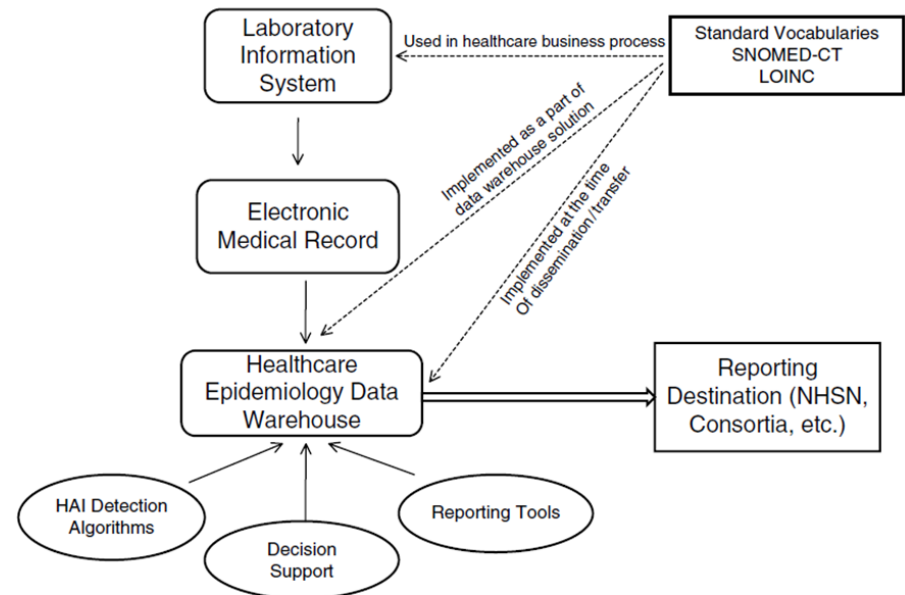 Laboratory
Information
System
Used in healthcare business process
Standard Vocabularies
SNOMED-CT
LOINC
Implemented as a part of
data warehouse solution
Implemented at the time
Of dissemination/transfer
Electronic
Medical Record
Healthcare
Epidemiology Data
Warehouse
Reporting
Destination (NHSN,
Consortia, etc.)
HAI Detection
Algorithms
Decision
Support
Reporting Tools